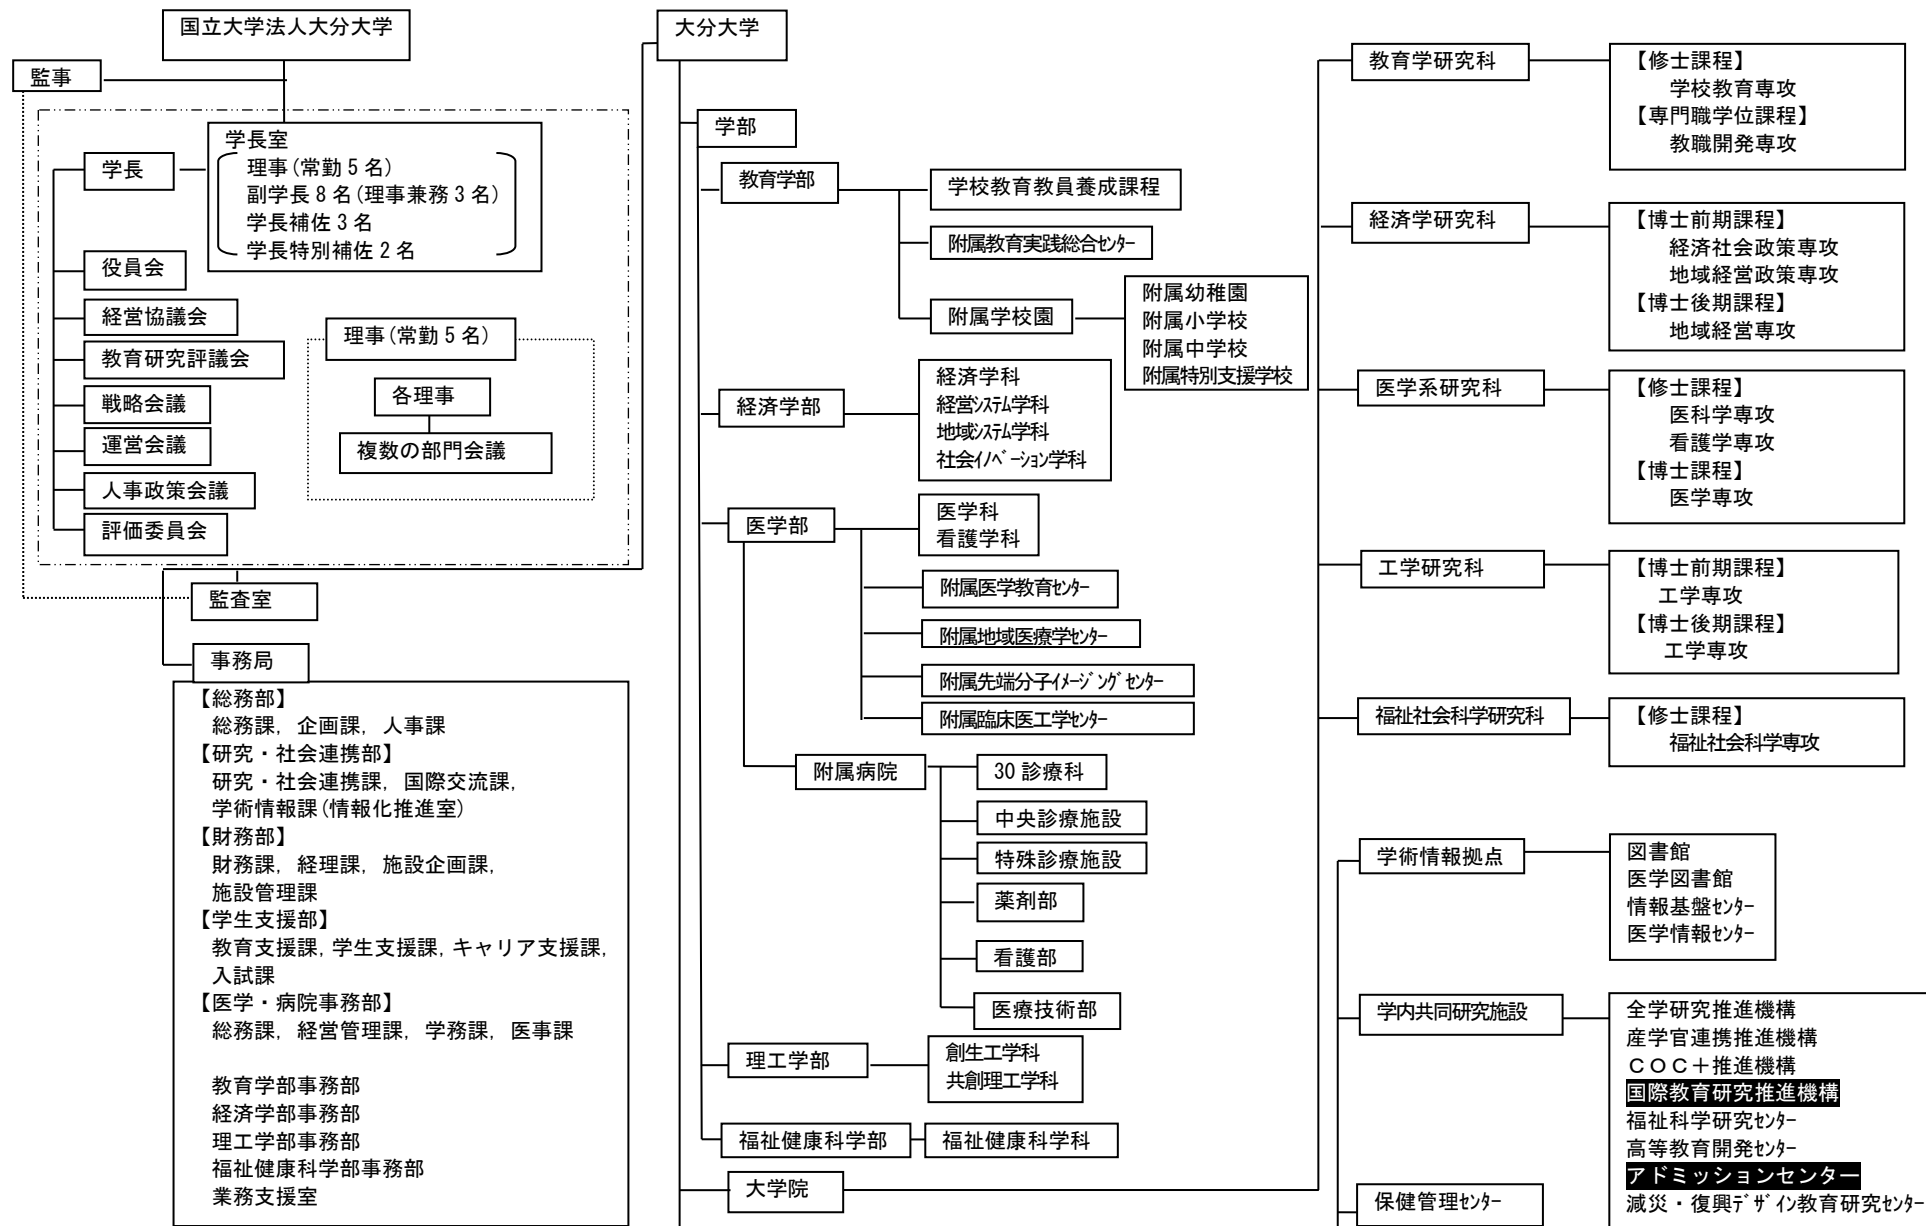 国立大学法人大分大学
監事
学長
学長室
理事(常勤5名)
副学長8名(理事兼務3名)
学長補佐3名
学長特別補佐2名
役員会
経営協議会
教育研究評議会
戦略会議
運営会議
人事政策会議
評価委員会
理事(常勤5名)
各理事
複数の部門会議
監査室
事務局
【総務部】
総務課, 企画課, 人事課
【研究・社会連携部】
研究・社会連携課, 国際交流課,
学術情報課(情報化推進室)
【財務部】
財務課, 経理課, 施設企画課,
施設管理課
【学生支援部】
教育支援課, 学生支援課, キャリア支援課,
入試課
【医学・病院事務部】
総務課, 経営管理課, 学務課, 医事課
教育学部事務部
経済学部事務部
理工学部事務部
福祉健康科学部事務部
業務支援室
大分大学
学部
教育学部
学校教育教員養成課程
附属教育実践総合ｾﾝﾀｰ
附属学校園
附属幼稚園
附属小学校
附属中学校
附属特別支援学校
経済学部
経済学科
経営ｼｽﾃﾑ学科
地域ｼｽﾃﾑ学科
社会ｲﾉﾍﾞｰｼｮﾝ学科
医学部
医学科
看護学科
附属医学教育ｾﾝﾀｰ
附属地域医療学ｾﾝﾀｰ
附属先端分子ｲﾒｰｼﾞﾝｸﾞｾﾝﾀｰ
附属臨床医工学ｾﾝﾀｰ
附属病院
30診療科
中央診療施設
特殊診療施設
薬剤部
看護部
医療技術部
理工学部
創生工学科
共創理工学科
福祉健康科学部
福祉健康科学科
大学院
教育学研究科
【修士課程】
学校教育専攻
【専門職学位課程】
教職開発専攻
経済学研究科
【博士前期課程】
経済社会政策専攻
地域経営政策専攻
【博士後期課程】
地域経営専攻
医学系研究科
【修士課程】
医科学専攻
看護学専攻
【博士課程】
医学専攻
工学研究科
【博士前期課程】
工学専攻
【博士後期課程】
工学専攻
福祉社会科学研究科
【修士課程】
福祉社会科学専攻
学術情報拠点
図書館
医学図書館
情報基盤ｾﾝﾀｰ
医学情報ｾﾝﾀｰ
学内共同研究施設
全学研究推進機構
産学官連携推進機構
ＣＯＣ＋推進機構
国際教育研究推進機構
福祉科学研究ｾﾝﾀｰ
高等教育開発ｾﾝﾀｰ
アドミッションセンター
減災・復興ﾃﾞｻﾞｲﾝ教育研究ｾﾝﾀｰ
保健管理ｾﾝﾀｰ